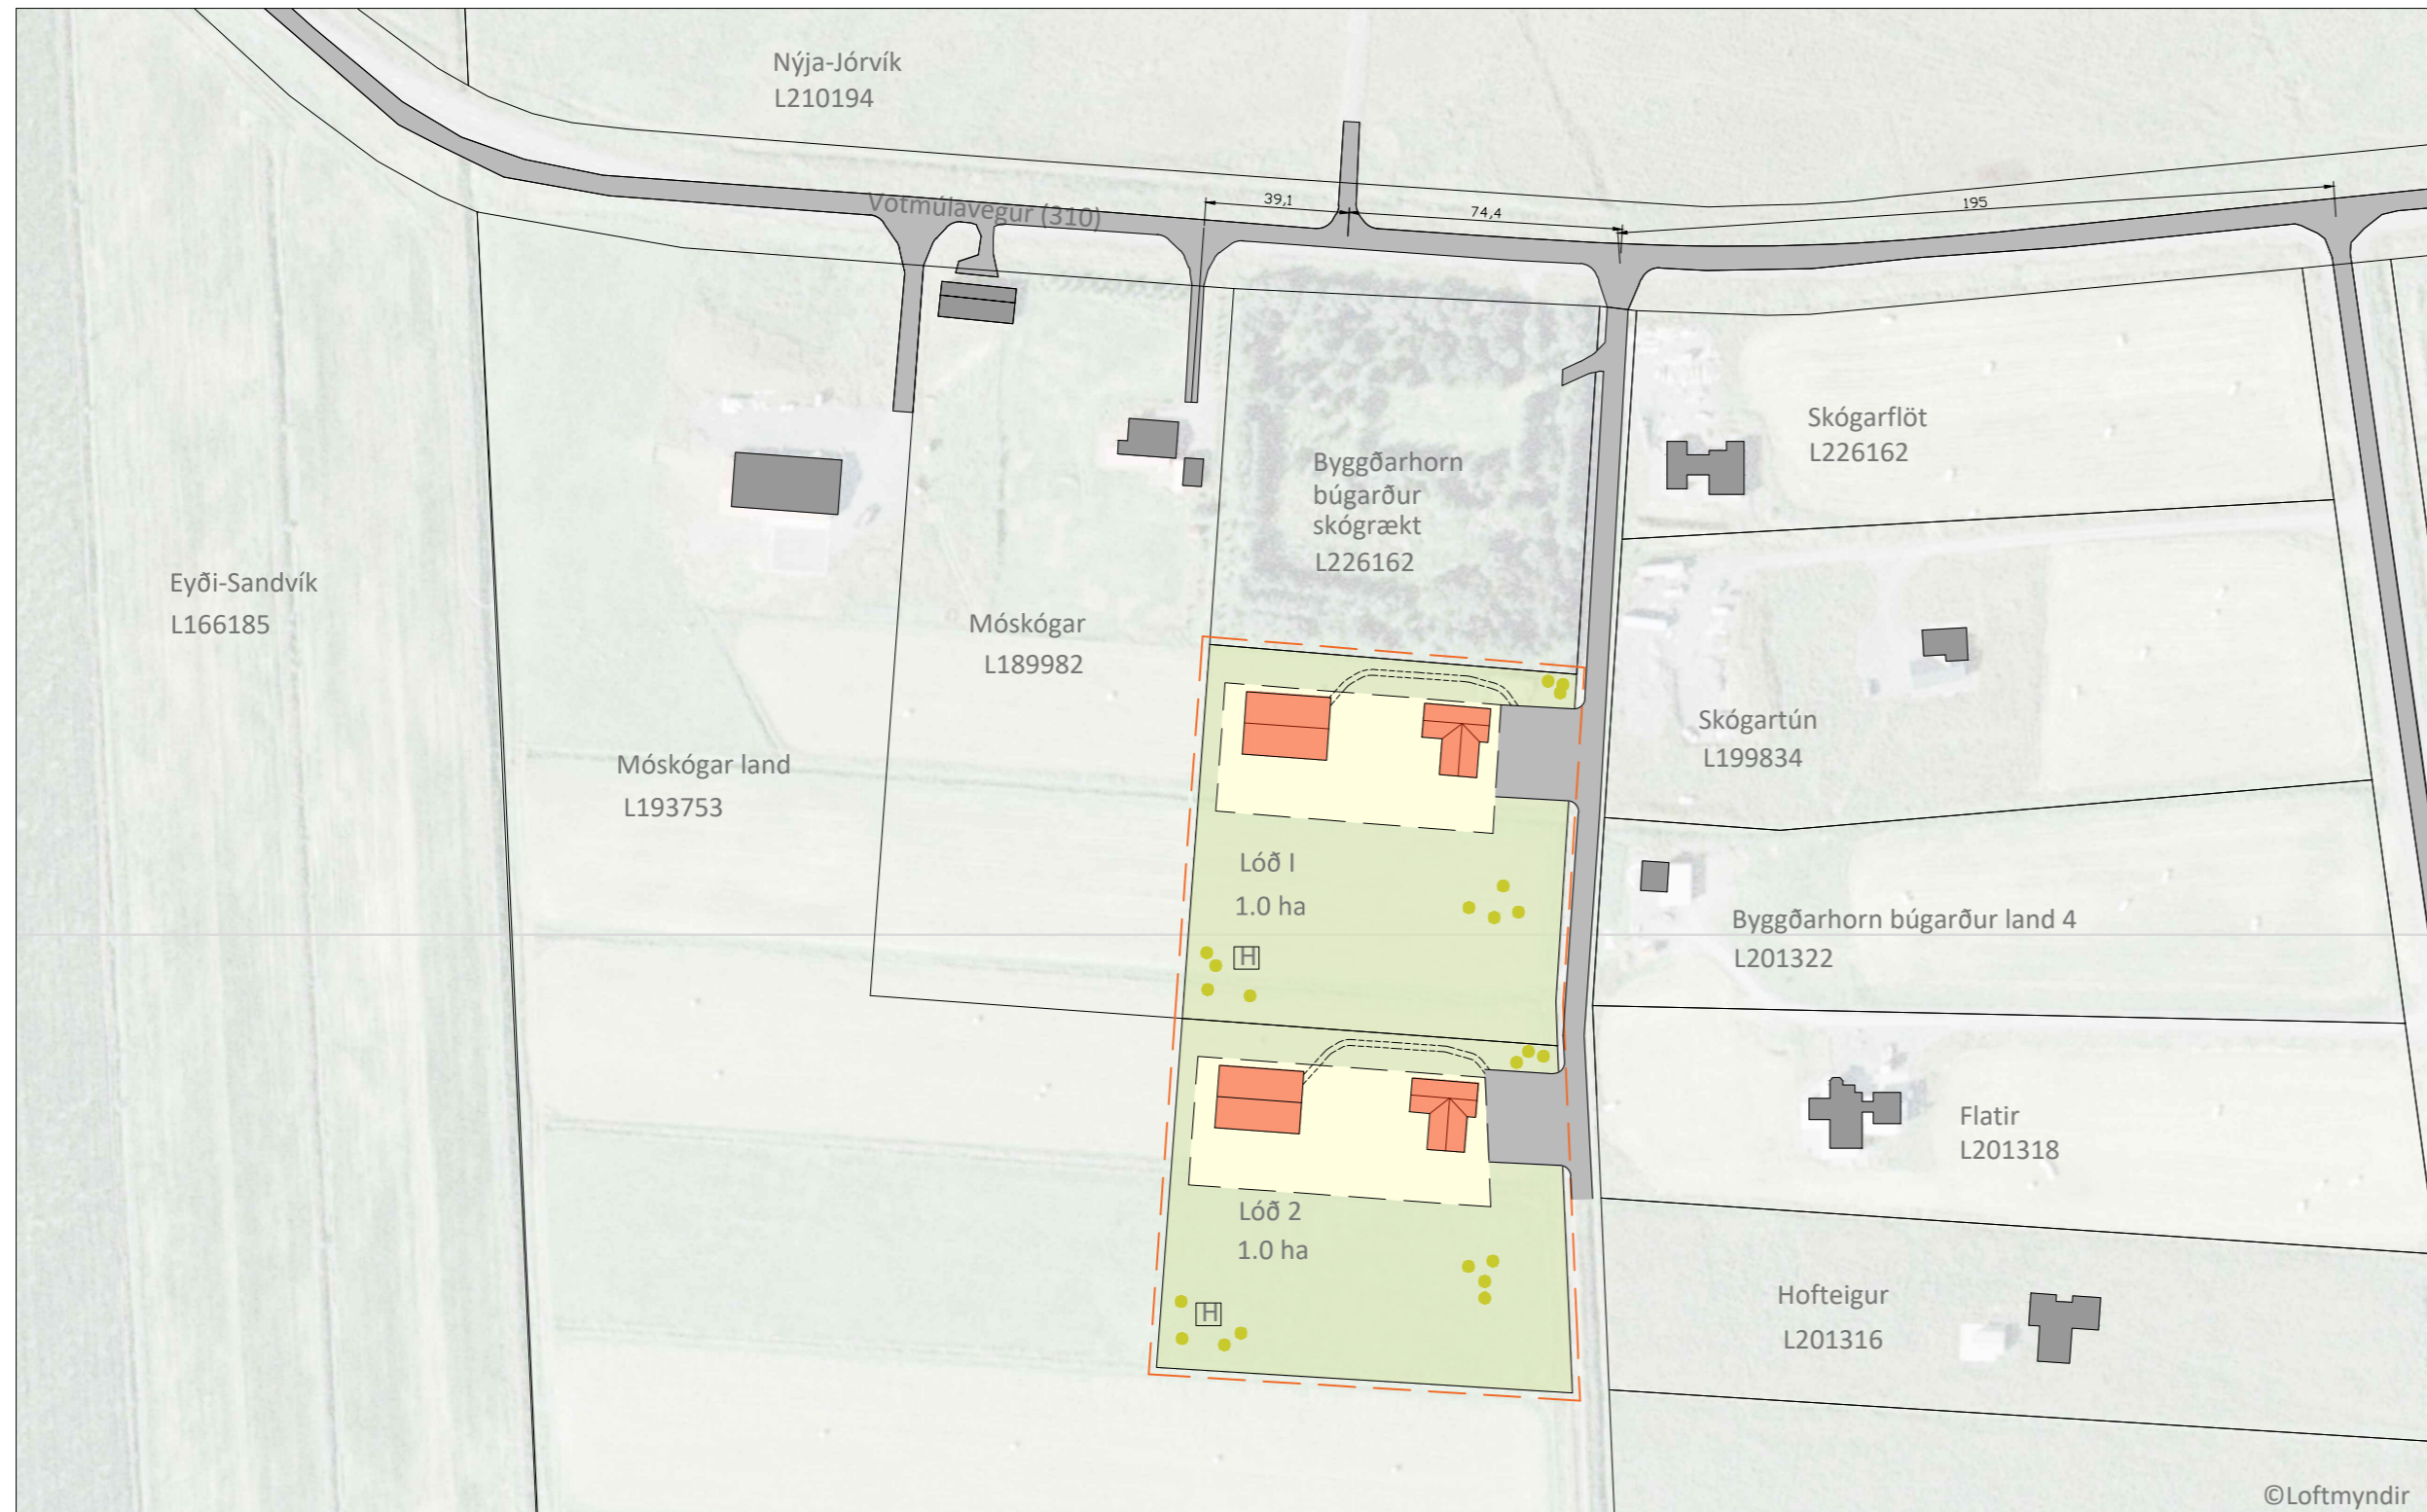 Nýja-Jórvík
L210194
Votmúlavegur (310)
39,1
74,4
195
Skógarflöt
L226162
Byggðarhorn
búgarður
skógrækt
L226162
Eyði-Sandvík
L166185
Móskógar
L189982
Skógartún
L199834
Móskógar land
L193753
Lóð I
1.0 ha
H
Byggðarhorn búgarður land 4
L201322
Flatir
L201318
Lóð 2
1.0 ha
H
Hofteigur
L201316
©Loftmyndir